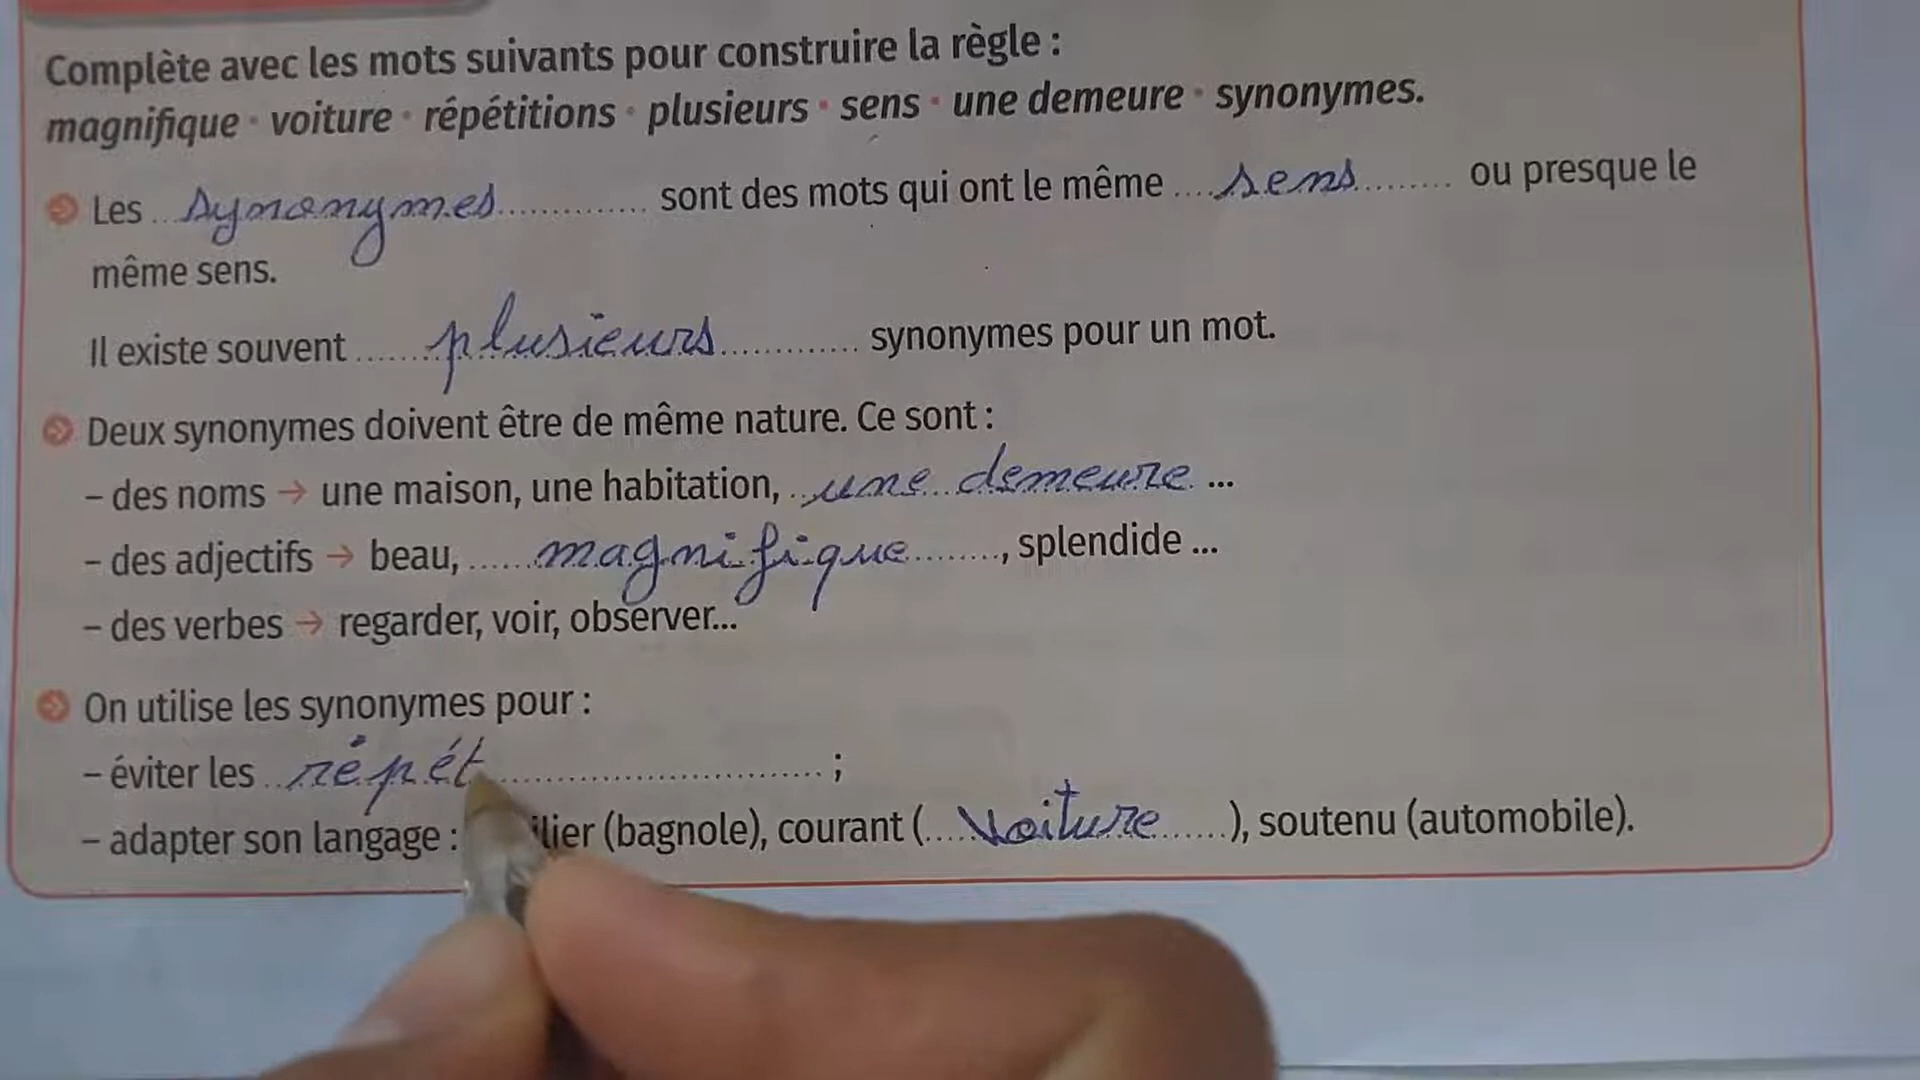 Complète avec les mots suivants pour construire la règle :
magnifique • voiture • répétitions • plusieurs • sens • une demeure • synonymes.
Les synonymes sont des mots qui ont le même sens ou presque le
même sens.
Il existe souvent plusieurs synonymes pour un mot.
Deux synonymes doivent être de même nature. Ce sont :
– des noms → une maison, une habitation, une demeure ...
– des adjectifs → beau, magnifique, splendide ...
– des verbes → regarder, voir, observer...
On utilise les synonymes pour :
– éviter les répét ;
– adapter son langage : ilier (bagnole), courant (voiture), soutenu (automobile).